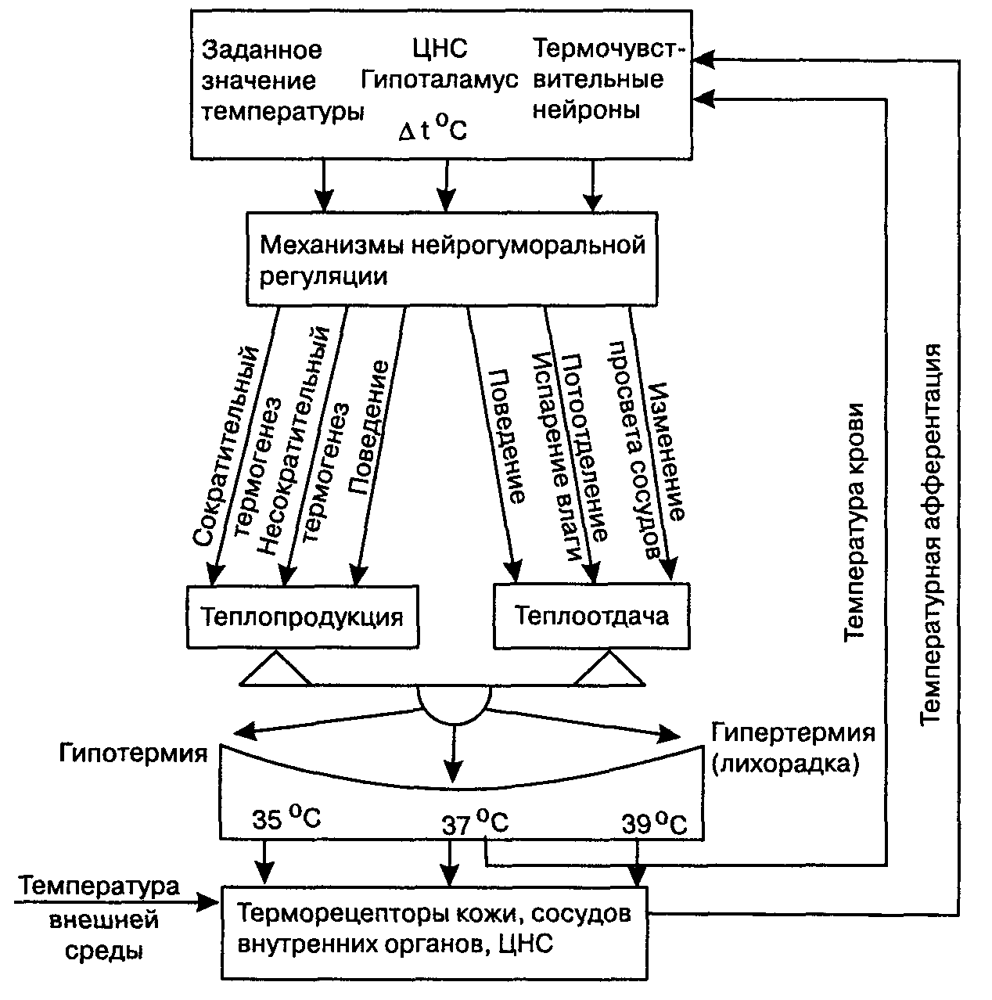 Заданное
значение
температуры
ЦНС
Гипоталамус
Δ t °C
Термочувст-
вительные
нейроны
Механизмы нейрогуморальной
регуляции
Сократительный
термогенез
Несократительный
термогенез
Поведение
Поведение
Потоотделение
Испарение влаги
Изменение
просвета сосудов
Температура крови
Температурная афферентация
Теплопродукция
Теплоотдача
Гипотермия
Гипертермия
(лихорадка)
35 °C
37 °C
39 °C
Температура
внешней
среды
Терморецепторы кожи, сосудов
внутренних органов, ЦНС